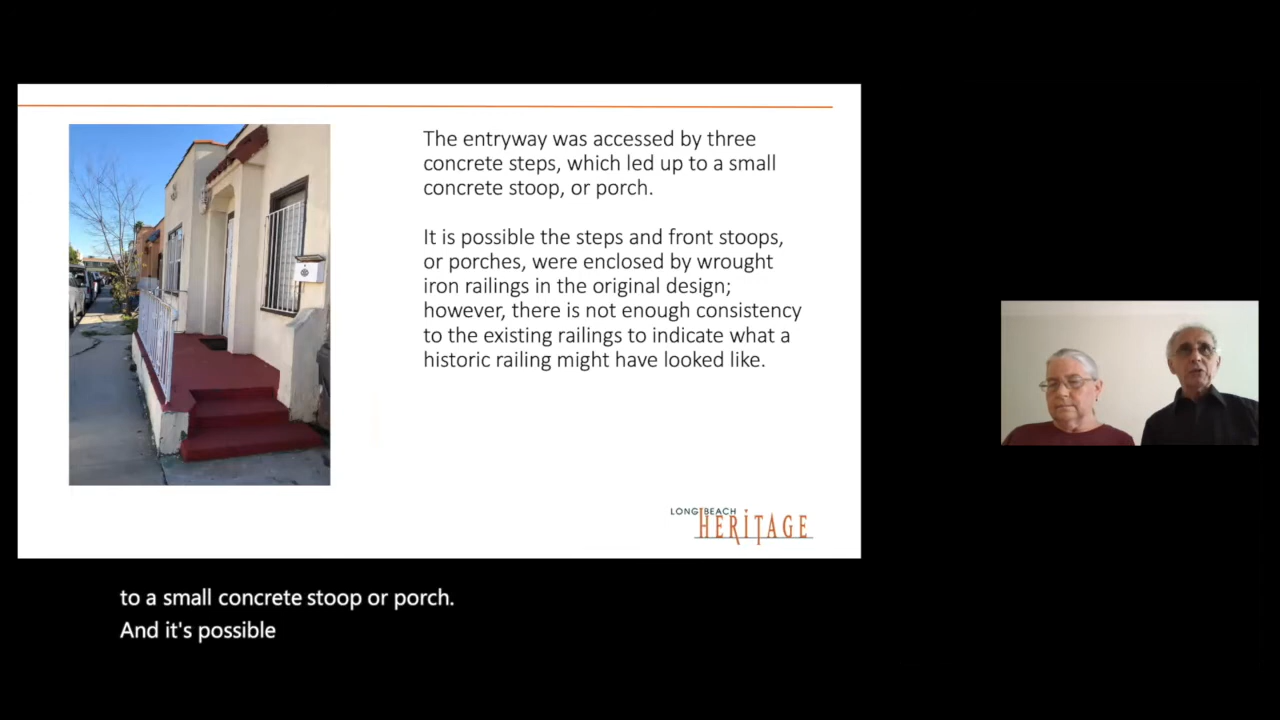 The entryway was accessed by three
concrete steps, which led up to a small
concrete stoop, or porch.
It is possible the steps and front stoops,
or porches, were enclosed by wrought
iron railings in the original design;
however, there is not enough consistency
to the existing railings to indicate what a
historic railing might have looked like.
LONG BEACH
HERITAGE
to a small concrete stoop or porch.
And it's possible